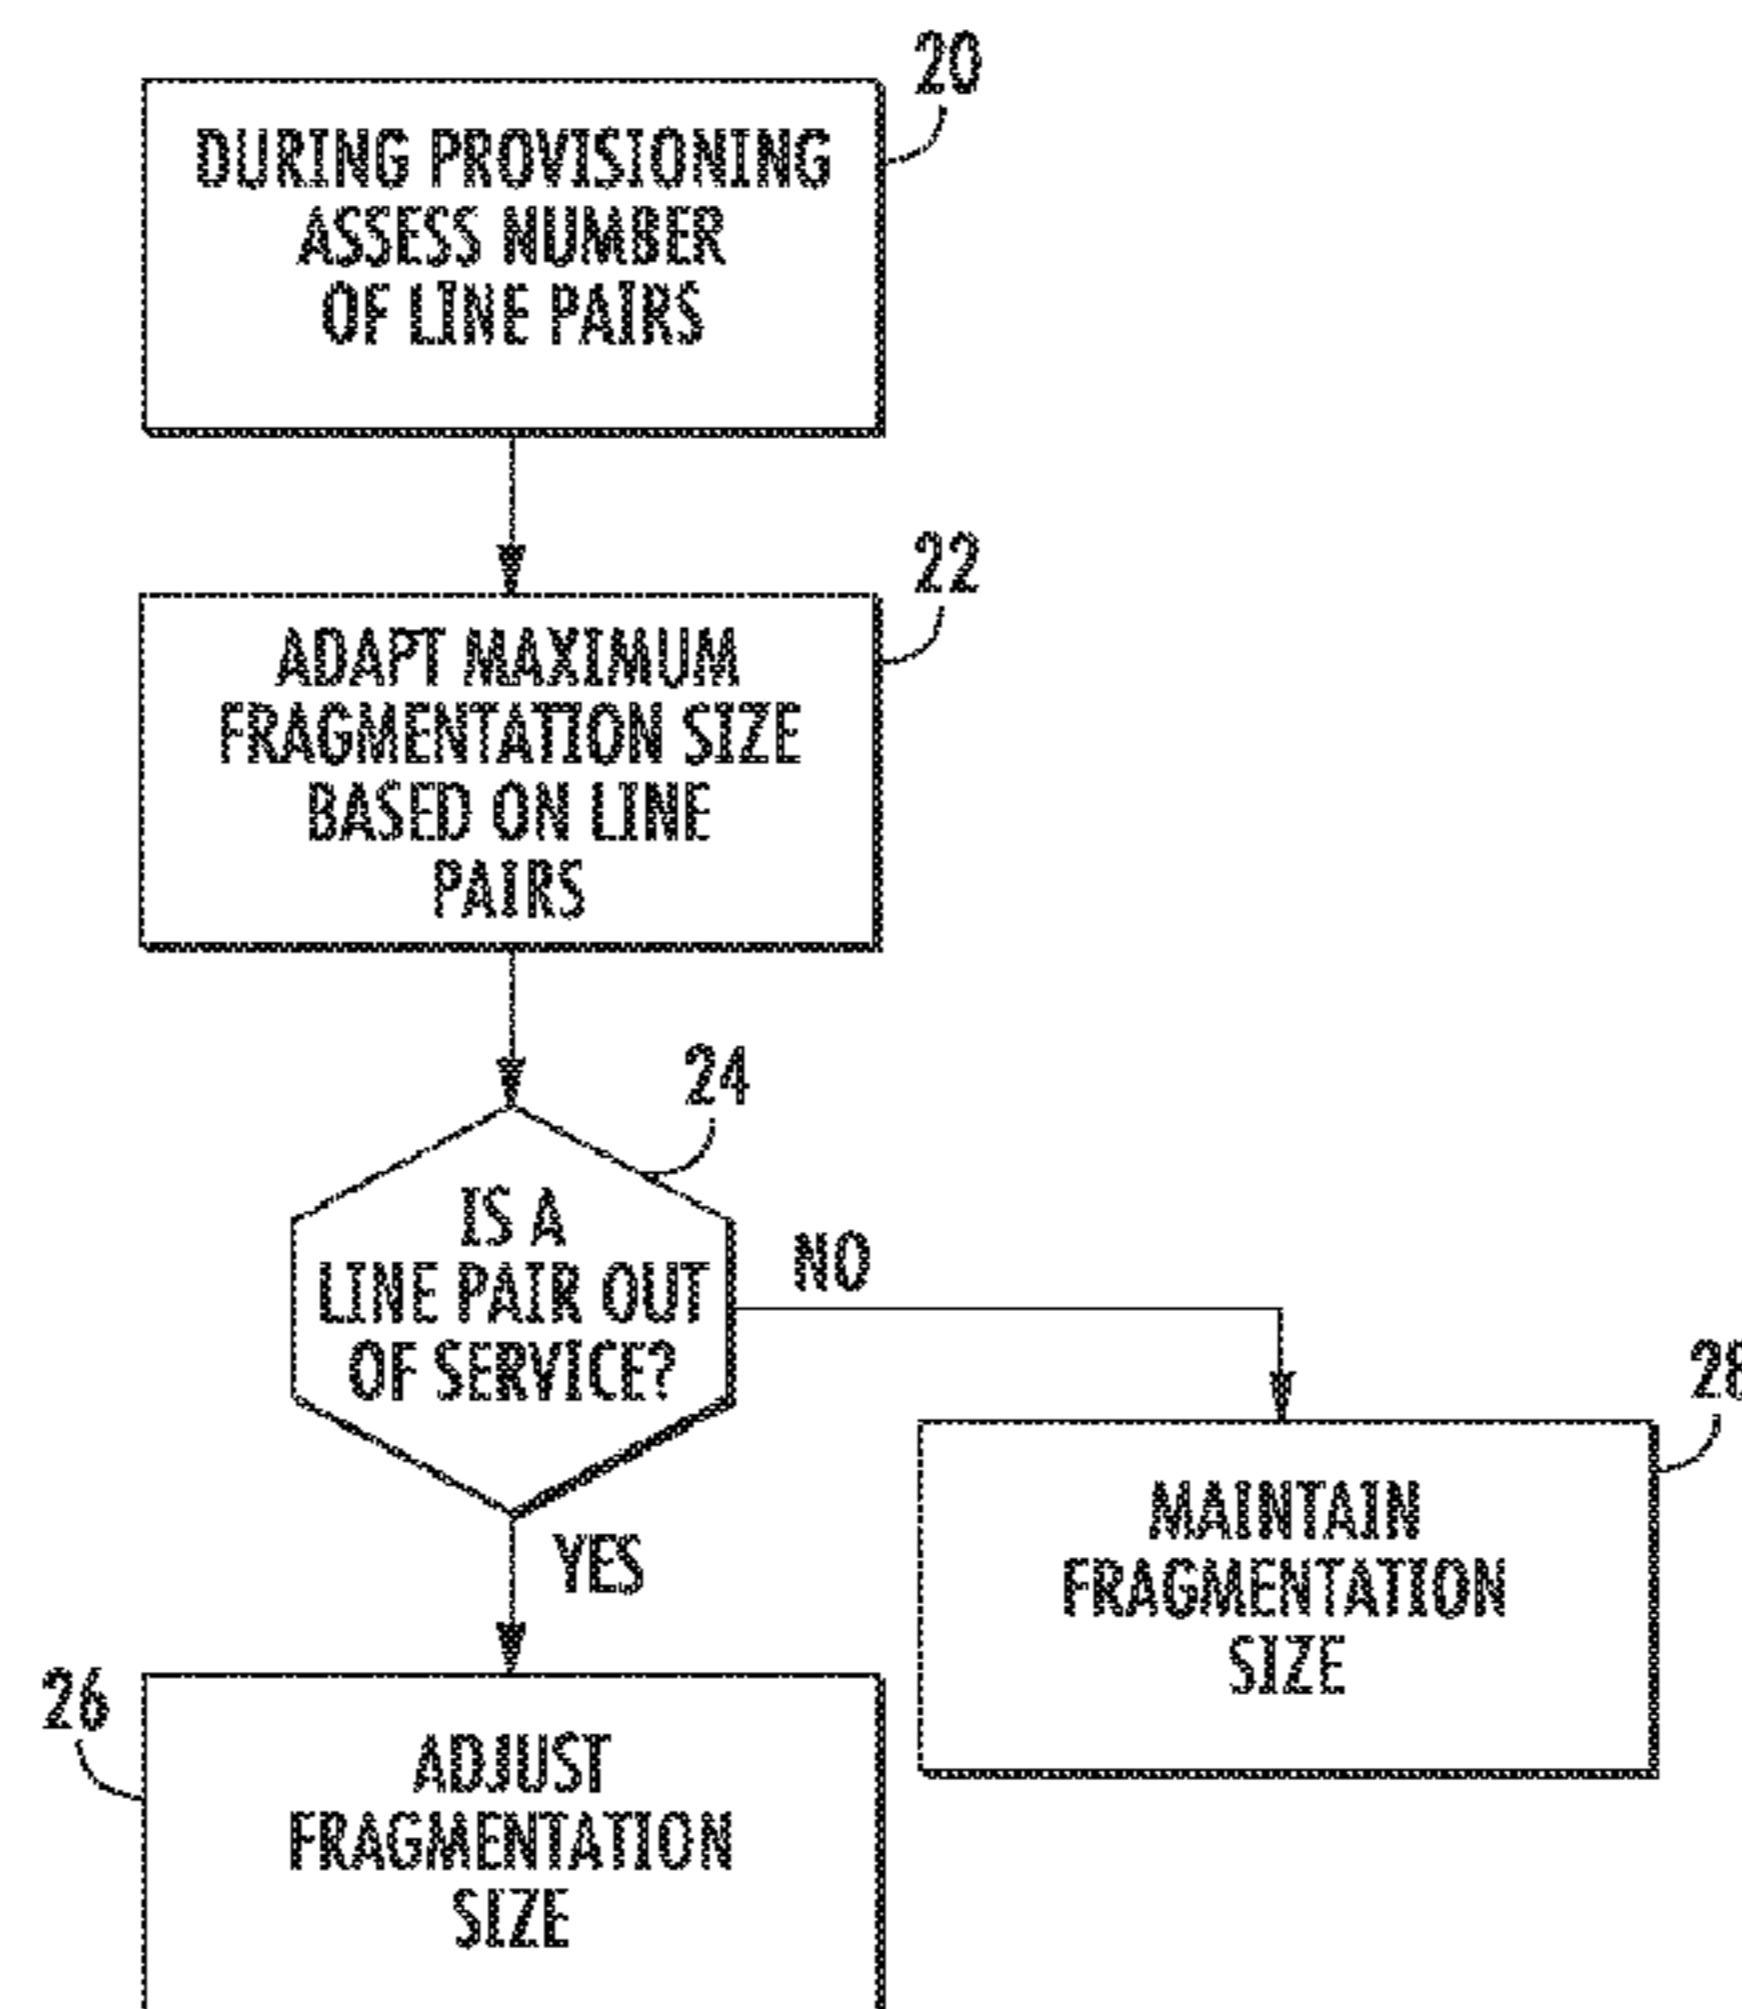 20
DURING PROVISIONING
ASSESS NUMBER
OF LINE PAIRS
22
ADAPT MAXIMUM
FRAGMENTATION SIZE
BASED ON LINE
PAIRS
24
IS A
LINE PAIR OUT
OF SERVICE?
NO
YES
28
MAINTAIN
FRAGMENTATION
SIZE
26
ADJUST
FRAGMENTATION
SIZE